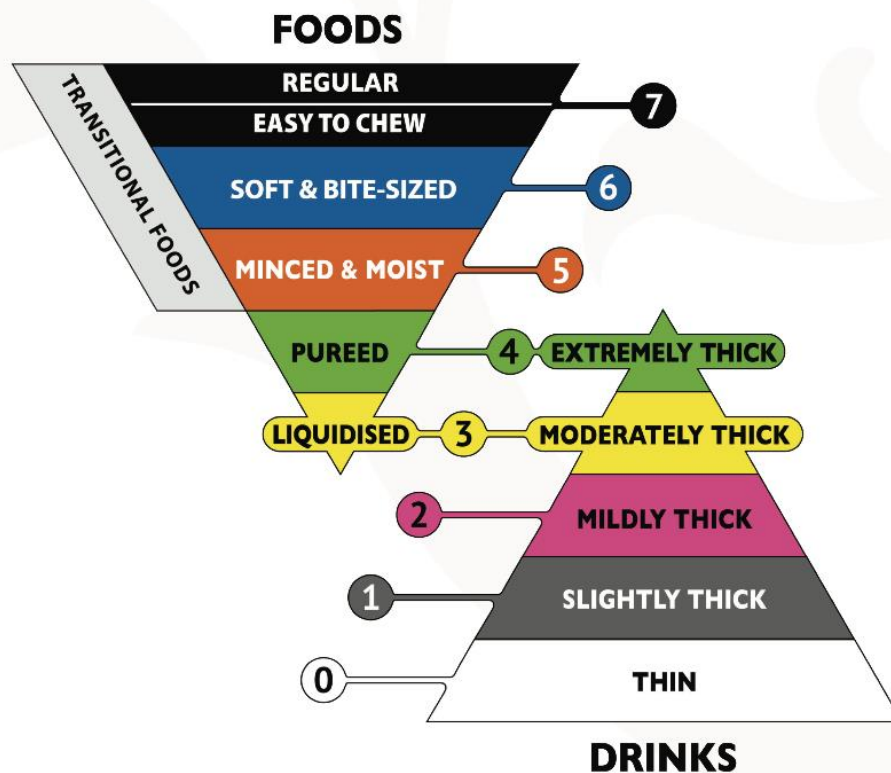 FOODS
REGULAR
EASY TO CHEW
7
TRANSITIONAL FOODS
SOFT & BITE-SIZED
6
MINCED & MOIST
5
PUREED
4
EXTREMELY THICK
LIQUIDISED
3
MODERATELY THICK
2
MILDLY THICK
1
SLIGHTLY THICK
0
THIN
DRINKS